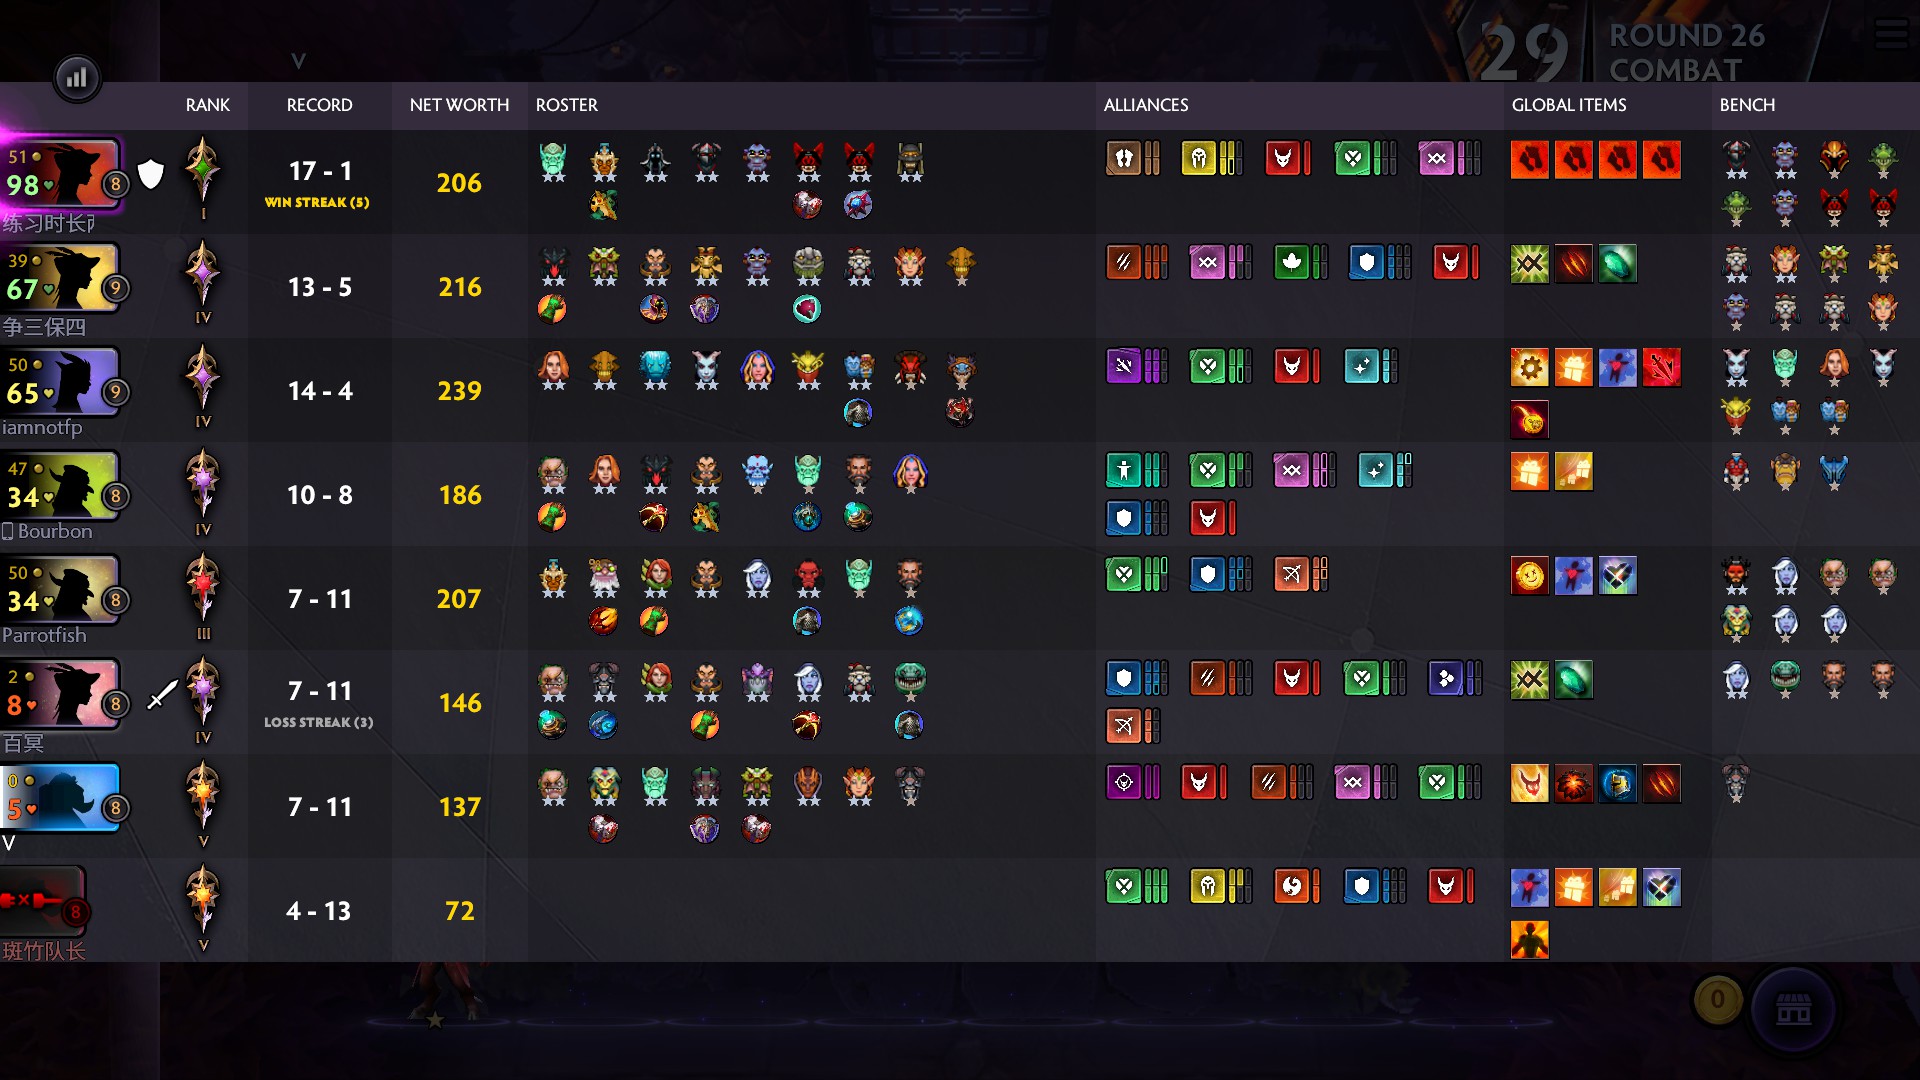 V
29
ROUND 26
COMBAT
RANK
RECORD
NET WORTH
ROSTER
ALLIANCES
GLOBAL ITEMS
BENCH
51
98
8
练习时长
I
17 - 1
WIN STREAK (5)
206
39
67
9
争三保四
IV
13 - 5
216
50
65
9
iamnotfp
IV
14 - 4
239
47
34
8
Bourbon
IV
10 - 8
186
50
34
8
Parrotfish
III
7 - 11
207
2
8
8
百冥
IV
7 - 11
LOSS STREAK (3)
146
0
5
8
V
V
7 - 11
137
8
斑竹队长
V
4 - 13
72
0